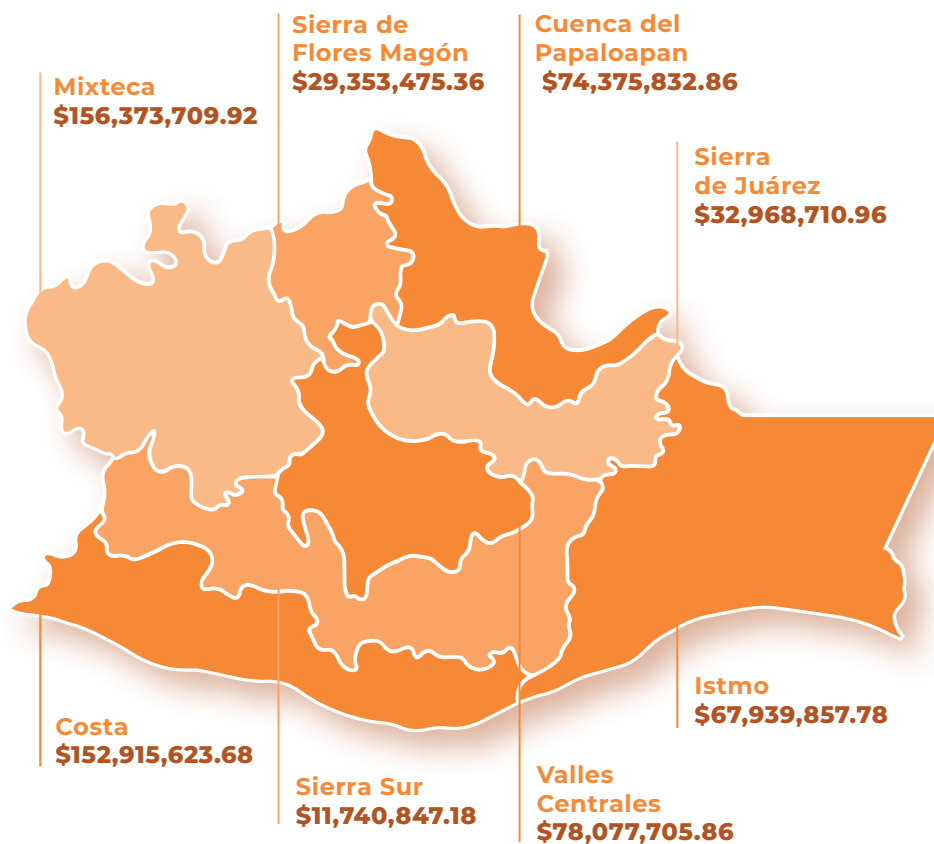 Sierra de
Flores Magón
$29,353,475.36
Cuenca del
Papaloapan
$74,375,832.86
Mixteca
$156,373,709.92
Sierra
de Juárez
$32,968,710.96
Istmo
$67,939,857.78
Costa
$152,915,623.68
Sierra Sur
$11,740,847.18
Valles
Centrales
$78,077,705.86